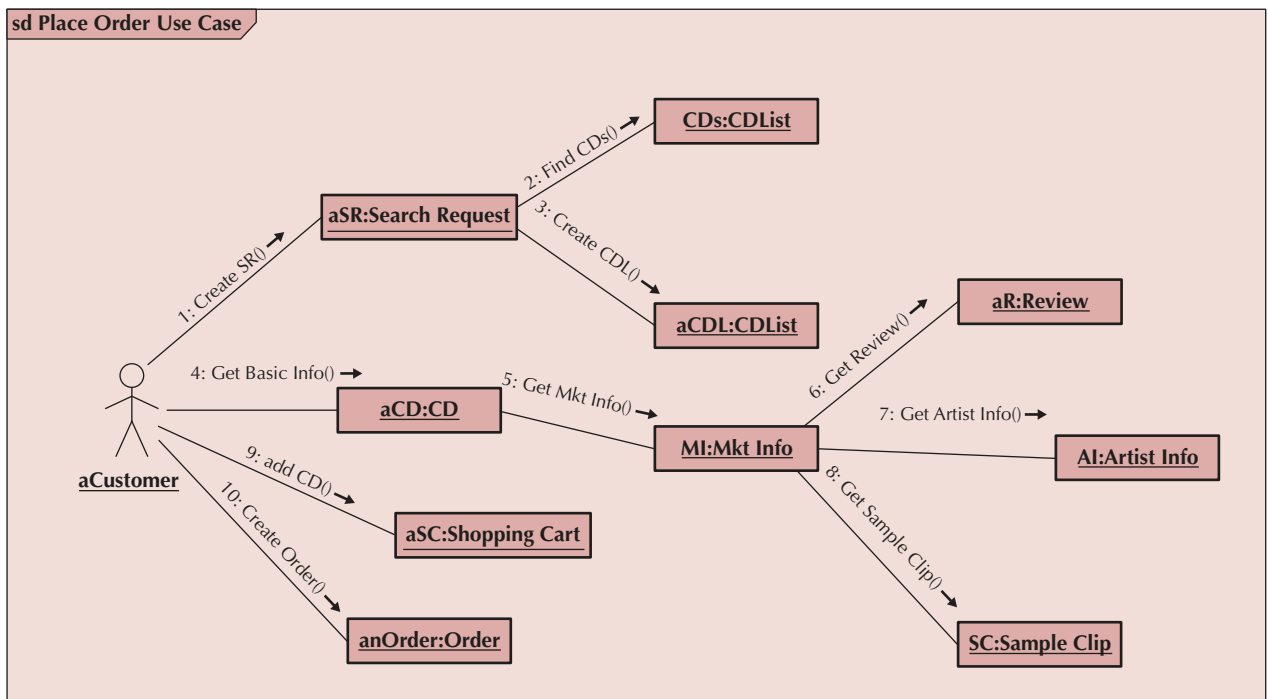 sd Place Order Use Case
CDs:CDList
2: Find CDs()
aSR:Search Request
3: Create CDL()
1: Create SR()
aCDL:CDList
aR:Review
6: Get Review()
4: Get Basic Info()
aCD:CD
5: Get Mkt Info()
7: Get Artist Info()
MI:Mkt Info
AI:Artist Info
aCustomer
9: add CD()
8: Get Sample Clip()
10: Create Order()
aSC:Shopping Cart
anOrder:Order
SC:Sample Clip